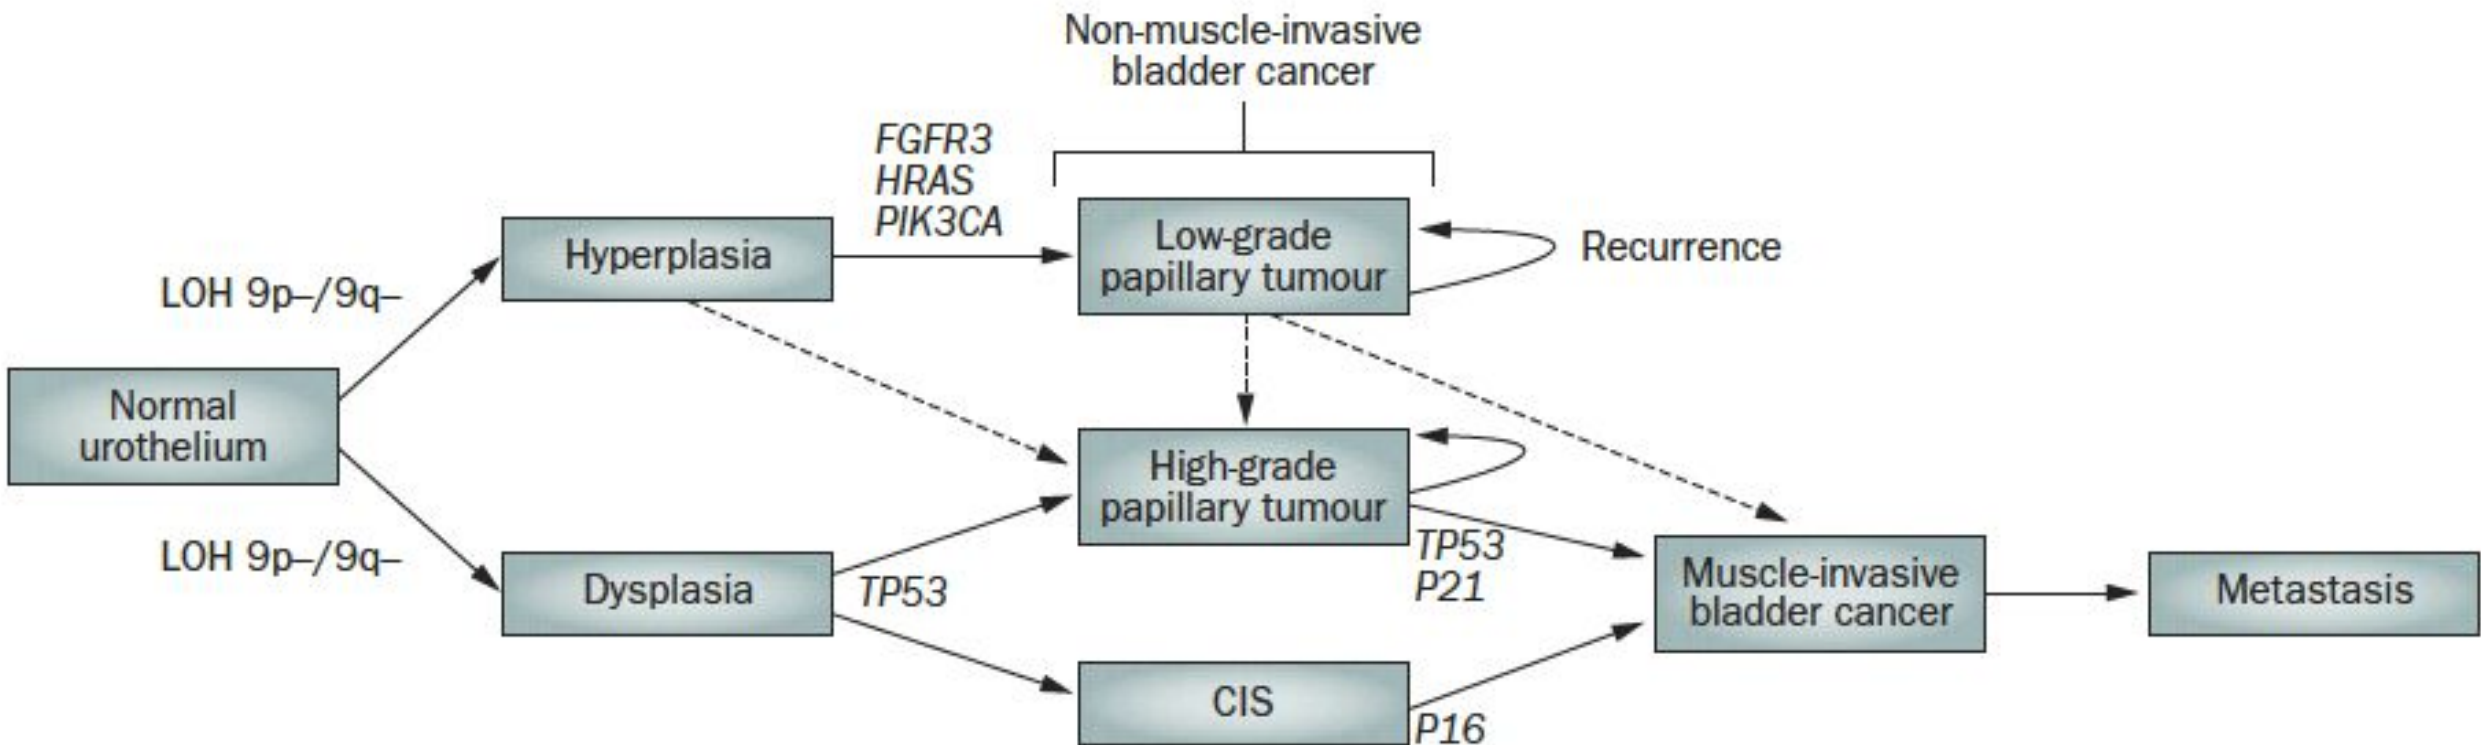 Non-muscle-invasive
bladder cancer
FGFR3
HRAS
PIK3CA
Hyperplasia
Low-grade
papillary tumour
Recurrence
LOH 9p–/9q–
Normal
urothelium
High-grade
papillary tumour
LOH 9p–/9q–
Dysplasia
TP53
TP53
P21
Muscle-invasive
bladder cancer
Metastasis
CIS
P16